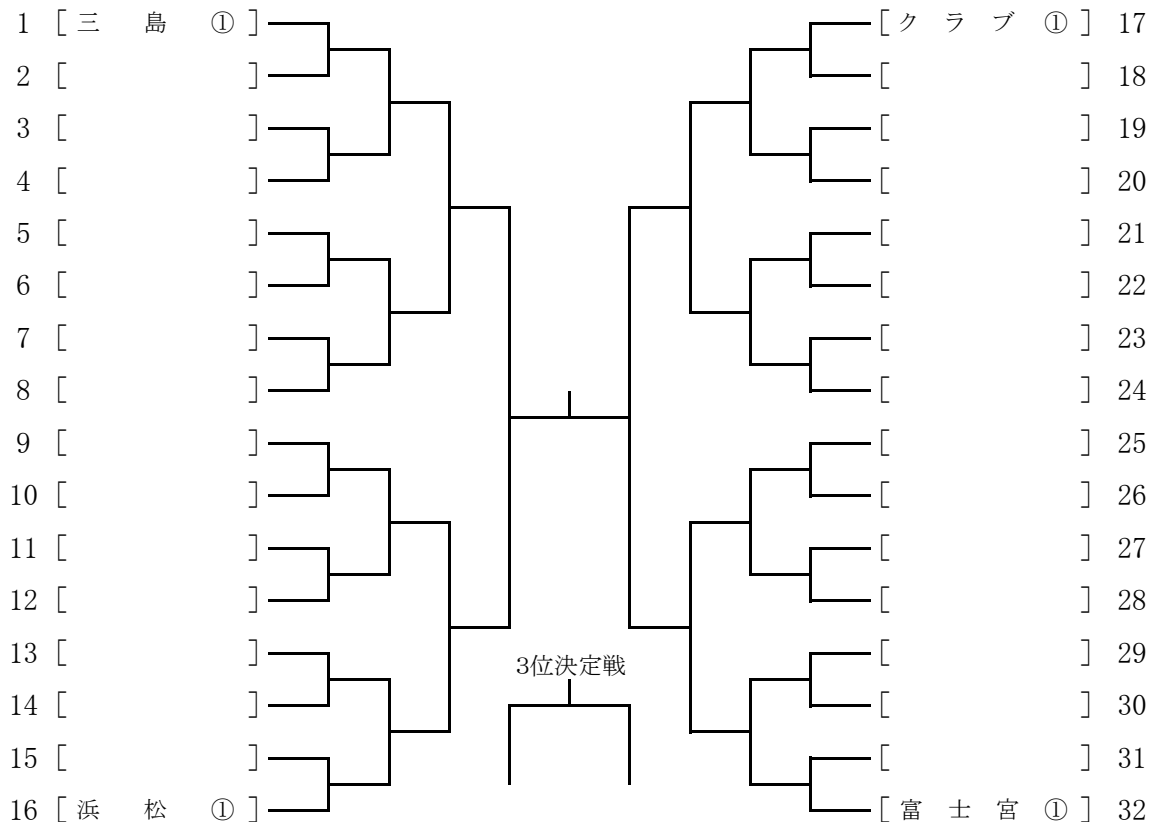 1 [ 三 島 ① ] [ ク ラ ブ ① ] 17
2 [ ] [ ] 18
3 [ ] [ ] 19
4 [ ] [ ] 20
5 [ ] [ ] 21
6 [ ] [ ] 22
7 [ ] [ ] 23
8 [ ] [ ] 24
9 [ ] [ ] 25
10 [ ] [ ] 26
11 [ ] [ ] 27
12 [ ] [ ] 28
13 [ ] [ ] 29
3位決定戦
14 [ ] [ ] 30
15 [ ] [ ] 31
16 [ 浜 松 ① ] [ 富 士 宮 ① ] 32